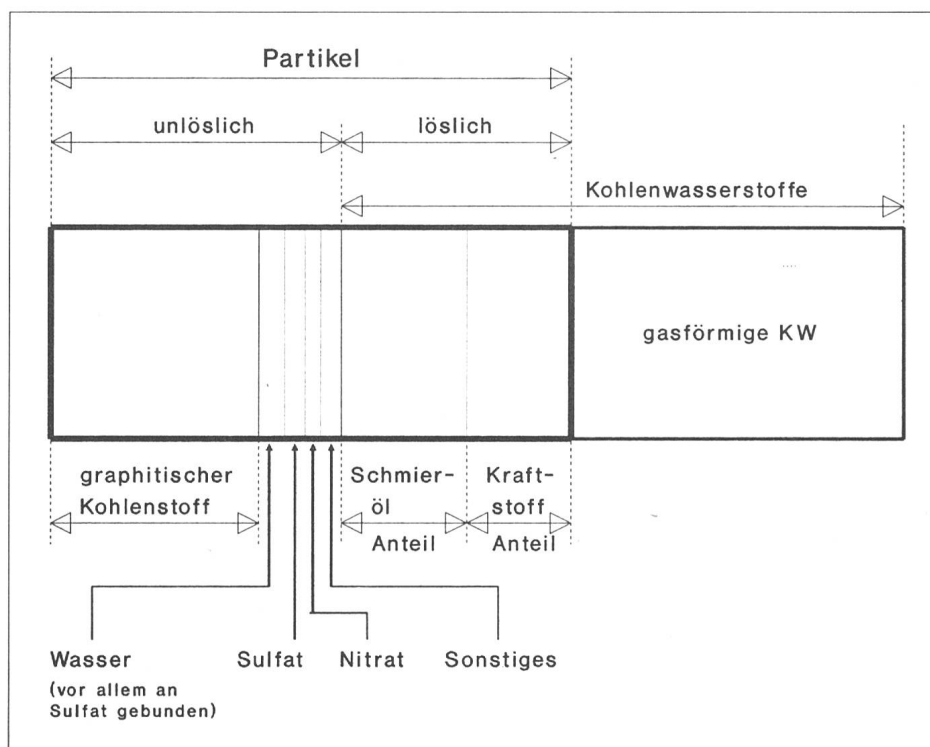 Partikel
unlöslich
löslich
Kohlenwasserstoffe
gasförmige KW
graphitischer
Kohlenstoff
Schmier-
öl
Anteil
Kraft-
stoff
Anteil
Wasser
(vor allem an
Sulfat gebunden)
Sulfat
Nitrat
Sonstiges